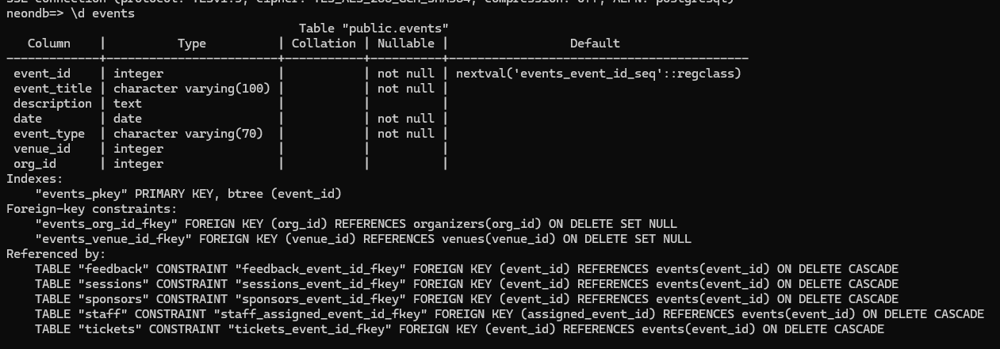 SSL connection (protocol: TLSv1.3, cipher: TLS_AES_256_GCM_SHA384, compression: off, ALPN: postgresql)
neondb=> \d events
                                         Table "public.events"
   Column    |          Type          | Collation | Nullable |                 Default
-------------+------------------------+-----------+----------+------------------------------------------
 event_id    | integer                |           | not null | nextval('events_event_id_seq'::regclass)
 event_title | character varying(100) |           | not null |
 description | text                   |           |          |
 date        | date                   |           | not null |
 event_type  | character varying(70)  |           | not null |
 venue_id    | integer                |           |          |
 org_id      | integer                |           |          |
Indexes:
    "events_pkey" PRIMARY KEY, btree (event_id)
Foreign-key constraints:
    "events_org_id_fkey" FOREIGN KEY (org_id) REFERENCES organizers(org_id) ON DELETE SET NULL
    "events_venue_id_fkey" FOREIGN KEY (venue_id) REFERENCES venues(venue_id) ON DELETE SET NULL
Referenced by:
    TABLE "feedback" CONSTRAINT "feedback_event_id_fkey" FOREIGN KEY (event_id) REFERENCES events(event_id) ON DELETE CASCADE
    TABLE "sessions" CONSTRAINT "sessions_event_id_fkey" FOREIGN KEY (event_id) REFERENCES events(event_id) ON DELETE CASCADE
    TABLE "sponsors" CONSTRAINT "sponsors_event_id_fkey" FOREIGN KEY (event_id) REFERENCES events(event_id) ON DELETE CASCADE
    TABLE "staff" CONSTRAINT "staff_assigned_event_id_fkey" FOREIGN KEY (assigned_event_id) REFERENCES events(event_id) ON DELETE CASCADE
    TABLE "tickets" CONSTRAINT "tickets_event_id_fkey" FOREIGN KEY (event_id) REFERENCES events(event_id) ON DELETE CASCADE